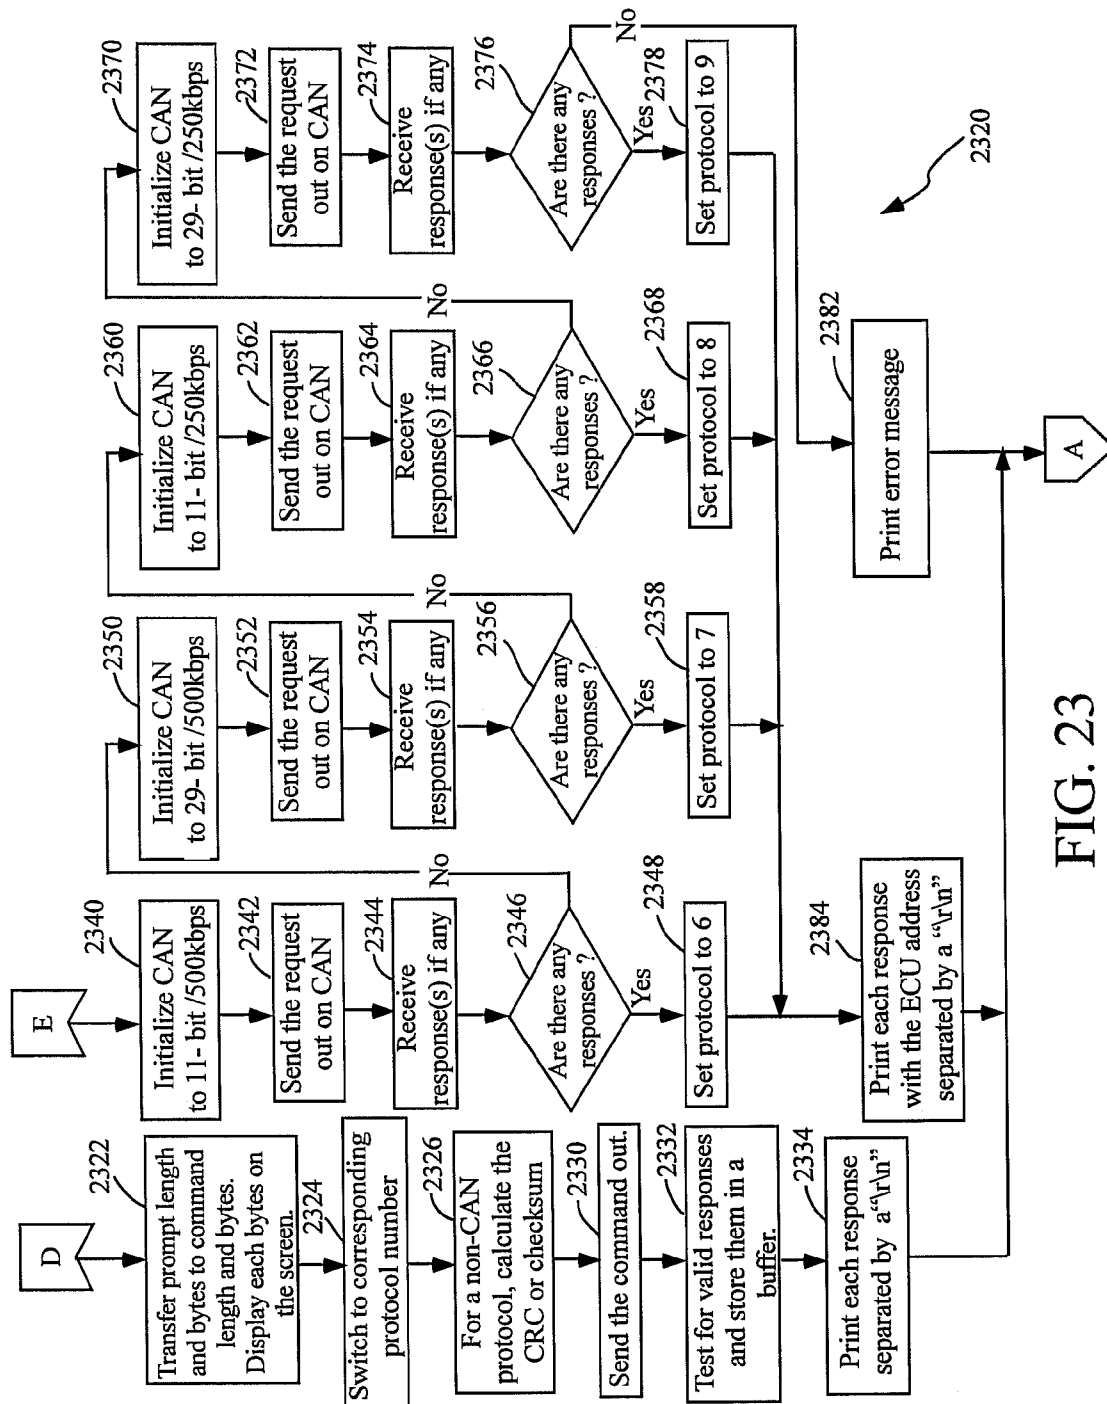 D
2322
Transfer prompt length
and bytes to command
length and bytes.
Display each bytes on
the screen.
2324
Switch to corresponding
protocol number
2326
For a non-CAN
protocol, calculate the
CRC or checksum
2330
Send the command out.
2332
Test for valid responses
and store them in a
buffer.
2334
Print each response
separated by a“\r\n”
E
2340
Initialize CAN
to 11- bit /500kbps
2342
Send the request
out on CAN
2344
Receive
response(s) if any
2346
Are there any
responses ?
No
Yes
2348
Set protocol to 6
2384
Print each response
with the ECU address
separated by a “\r\n”
2350
Initialize CAN
to 29- bit /500kbps
2352
Send the request
out on CAN
2354
Receive
response(s) if any
2356
Are there any
responses ?
No
Yes
2358
Set protocol to 7
2360
Initialize CAN
to 11- bit /250kbps
2362
Send the request
out on CAN
2364
Receive
response(s) if any
2366
Are there any
responses ?
No
Yes
2368
Set protocol to 8
2370
Initialize CAN
to 29- bit /250kbps
2372
Send the request
out on CAN
2374
Receive
response(s) if any
2376
Are there any
responses ?
No
Yes
2378
Set protocol to 9
2382
Print error message
2320
A
FIG. 23